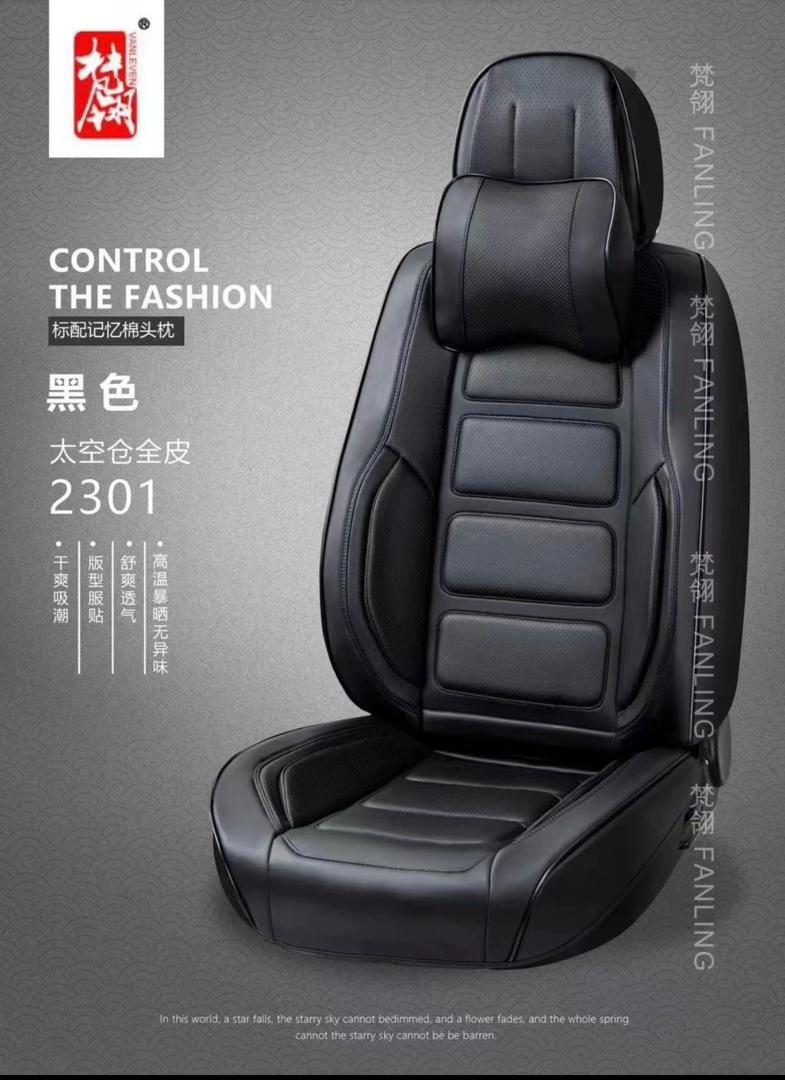 梵翎
VANLEVEN
®
CONTROL
THE FASHION
标配记忆棉头枕
黑色
太空仓全皮
2301
干爽吸潮
版型服贴
舒爽透气
高温暴晒无异味
梵翎 FANLING
梵翎 FANLING
梵翎 FANLING
梵翎 FANLING
In this world, a star falls, the starry sky cannot bedimmed, and a flower fades, and the whole spring
cannot the starry sky cannot be be barren.